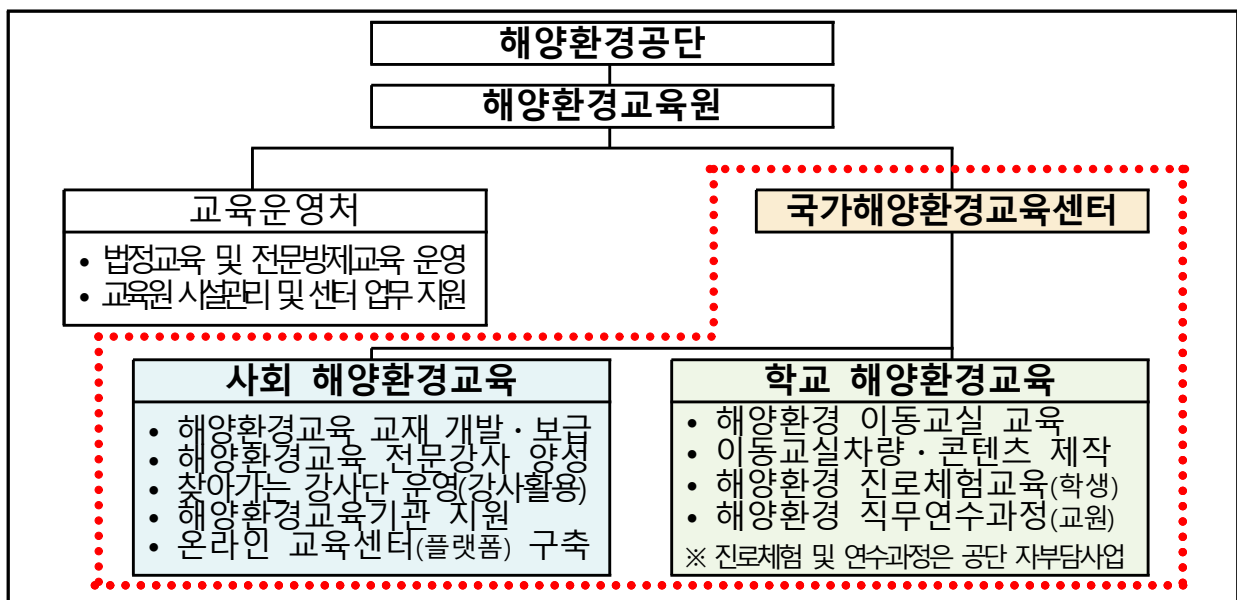 해양환경공단
해양환경교육원
교육운영처
• 법정교육 및 전문방제교육 운영
• 교육원 시설관리 및 센터 업무 지원
국가해양환경교육센터
사회 해양환경교육
• 해양환경교육 교재 개발·보급
• 해양환경교육 전문강사 양성
• 찾아가는 강사단 운영(강사활용)
• 해양환경교육기관 지원
• 온라인 교육센터(플랫폼) 구축
학교 해양환경교육
• 해양환경 이동교실 교육
• 이동교실차량·콘텐츠 제작
• 해양환경 진로체험교육(학생)
• 해양환경 직무연수과정(교원)
※ 진로체험 및 연수과정은 공단 자부담사업